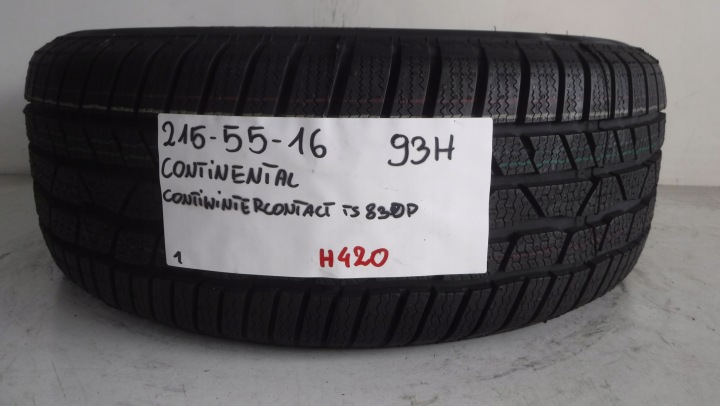 215-55-16 93H
CONTINENTAL
CONTIWINTERCONTACT TS 830P
1 H420